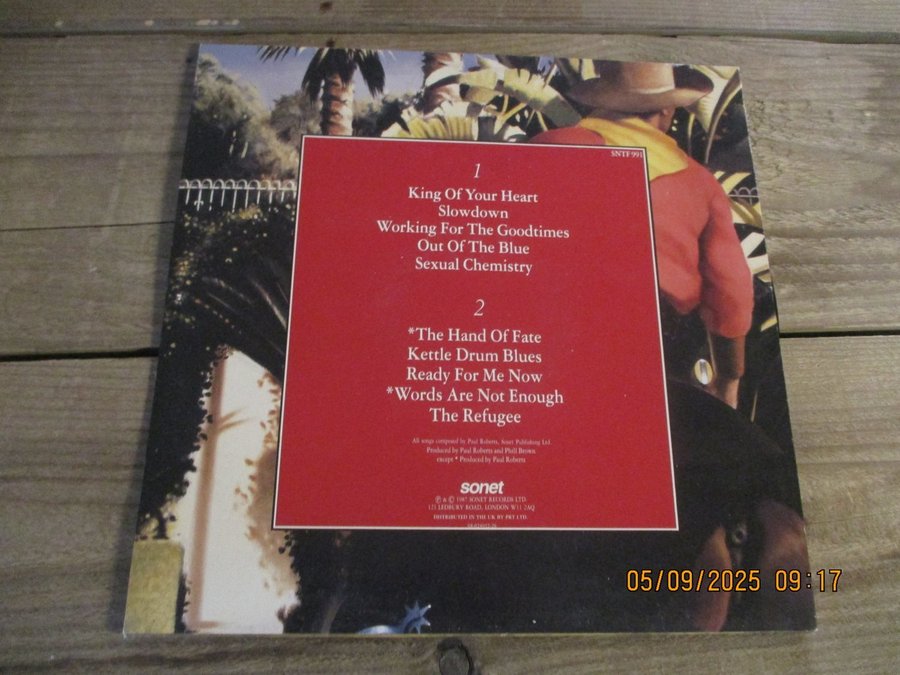 SNTF 991
1
King Of Your Heart
Slowdown
Working For The Goodtimes
Out Of The Blue
Sexual Chemistry
2
*The Hand Of Fate
Kettle Drum Blues
Ready For Me Now
*Words Are Not Enough
The Refugee
All songs composed by Paul Roberts, Sonet Publishing Ltd.
Produced by Paul Roberts and Phill Brown
except * Produced by Paul Roberts
sonet
℗ & © 1987 SONET RECORDS LTD.
121 LEDBURY ROAD, LONDON W11 2AQ
DISTRIBUTED IN THE UK BY PRT LTD.
05/09/2025 09:17